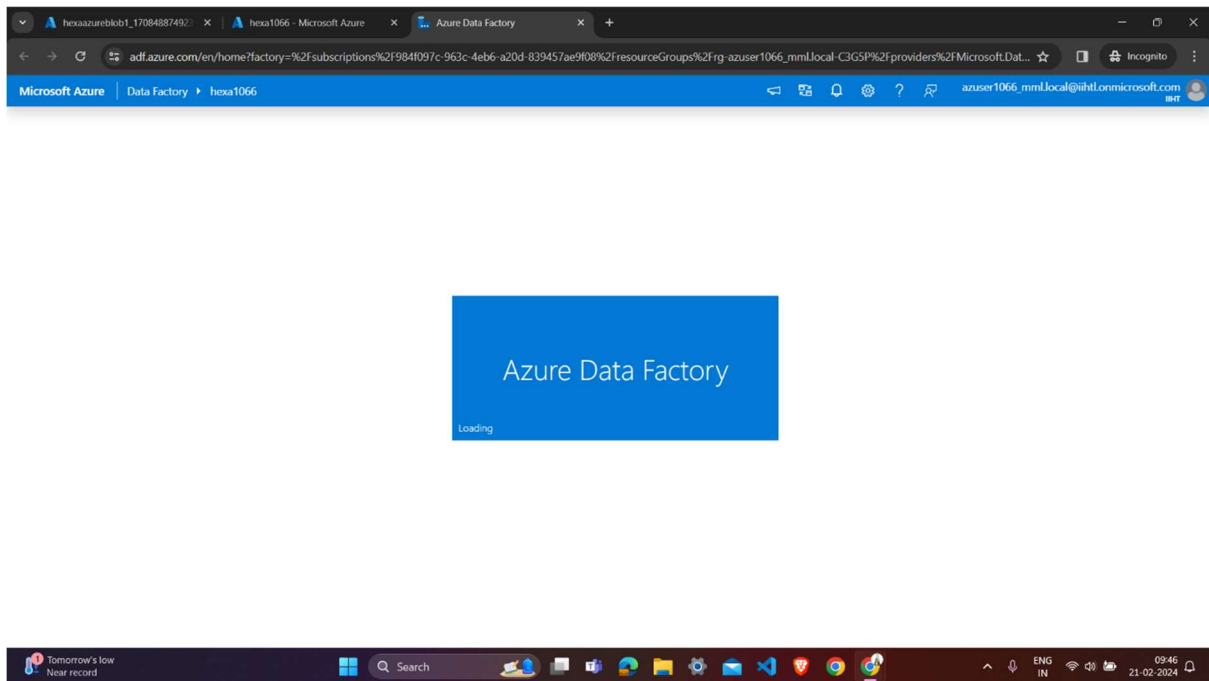 hexaazureblob1_17084887492
hexa1066 - Microsoft Azure
Azure Data Factory
adf.azure.com/en/home?factory=%2Fsubscriptions%2F984f097c-963c-4eb6-a20d-839457ae9f08%2FresourceGroups%2Frg-azuser1066_mml.local-C3G5P%2Fproviders%2FMicrosoft.Dat...
Incognito
Microsoft Azure
Data Factory
hexa1066
azuser1066_mml.local@iihtl.onmicrosoft.com
IIHT
Azure Data Factory
Loading
1
Tomorrow's low
Near record
Search
ENG
IN
09:46
21-02-2024